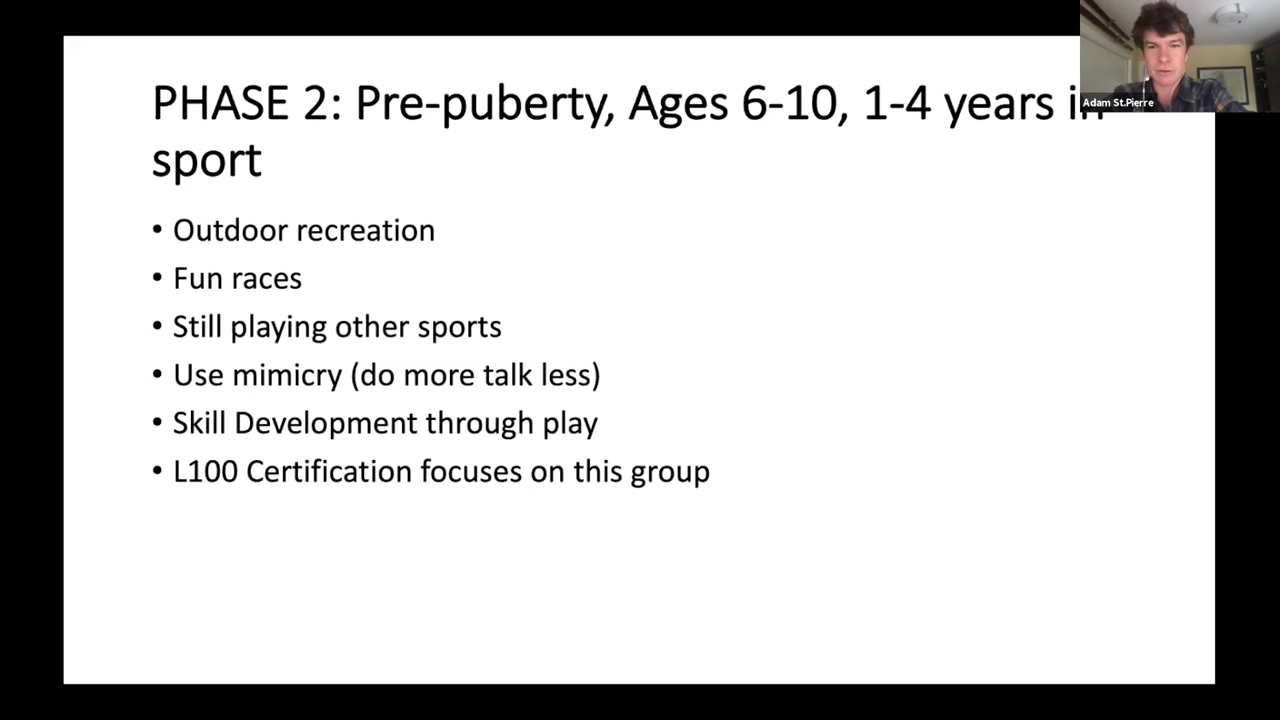 PHASE 2: Pre-puberty, Ages 6-10, 1-4 years in
sport
• Outdoor recreation
• Fun races
• Still playing other sports
• Use mimicry (do more talk less)
• Skill Development through play
• L100 Certification focuses on this group
Adam St.Pierre